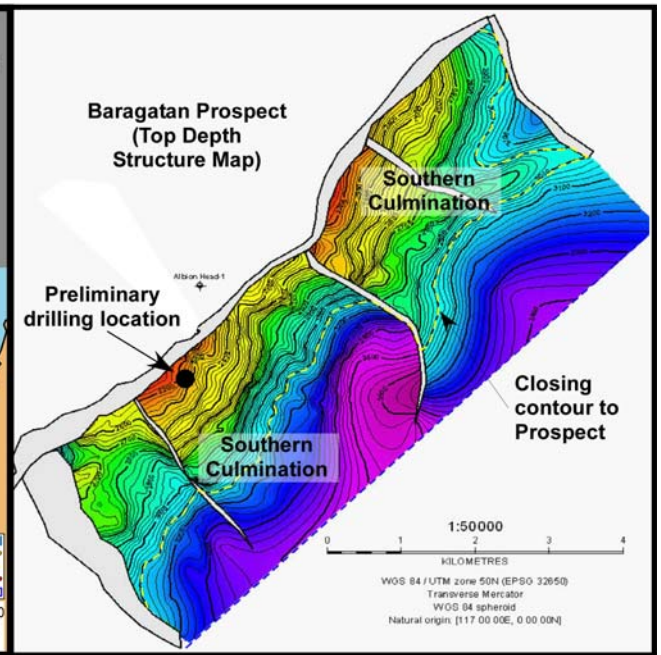 Baragatan Prospect
(Top Depth
Structure Map)
Southern
Culmination
Albion Head-1
Preliminary
drilling location
Closing
contour to
Prospect
Southern
Culmination
1:50000
0 1 2 3 4
KILOMETRES
WGS 84 / UTM zone 50N (EPSG 32650)
Transverse Mercator
WGS 84 spheroid
Natural origin: [117 00 00E, 0 00 00N]